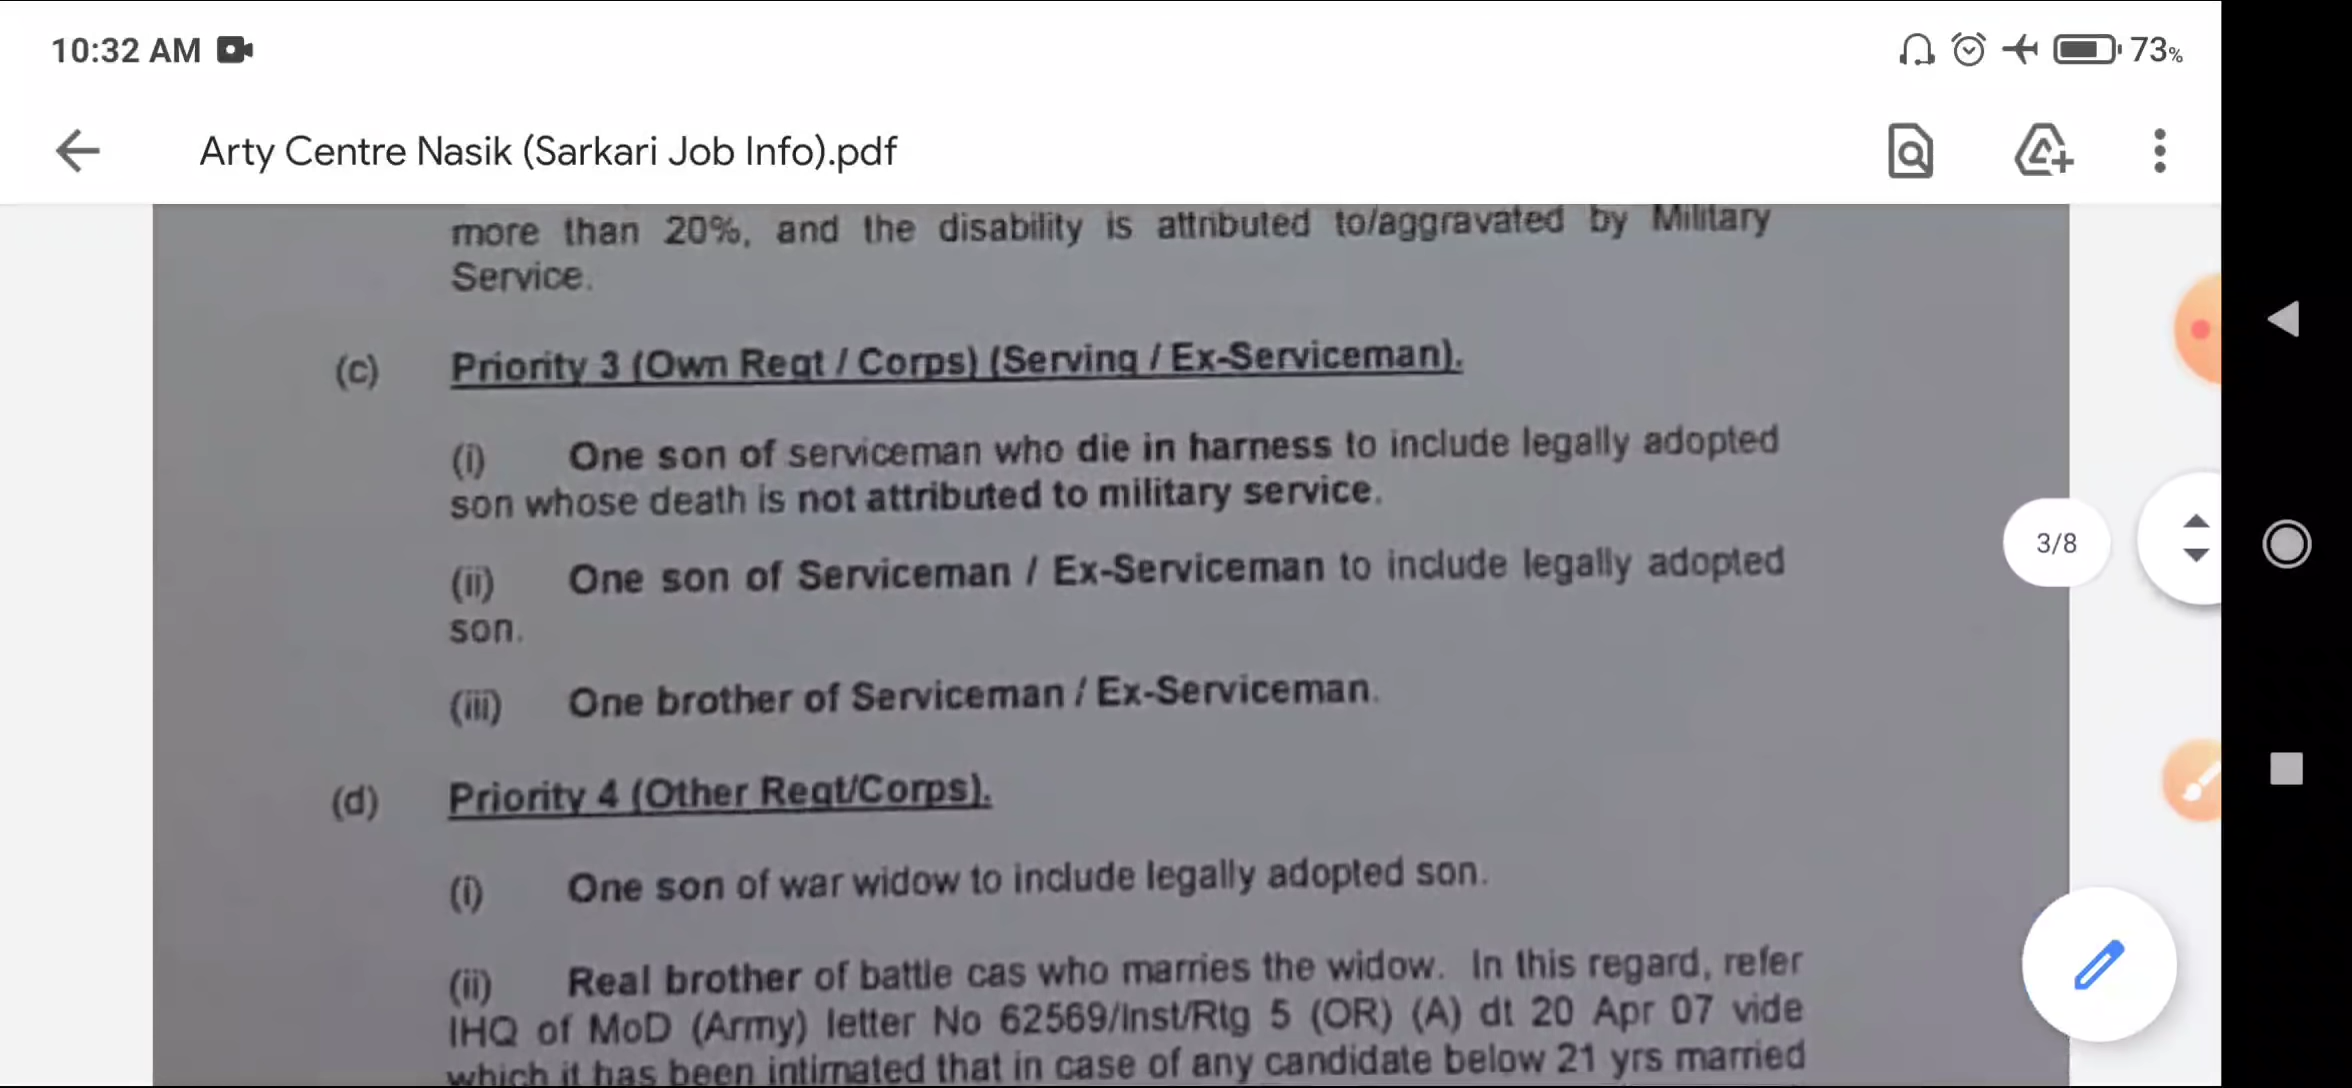 10:32 AM
73%
Arty Centre Nasik (Sarkari Job Info).pdf
more than 20%, and the disability is attributed to/aggravated by Military
Service.
(c) Priority 3 (Own Regt / Corps) (Serving / Ex-Serviceman).
(i) One son of serviceman who die in harness to include legally adopted
son whose death is not attributed to military service.
(ii) One son of Serviceman / Ex-Serviceman to include legally adopted
son.
3/8
(iii) One brother of Serviceman / Ex-Serviceman.
(d) Priority 4 (Other Regt/Corps).
(i) One son of war widow to include legally adopted son.
(ii) Real brother of battle cas who marries the widow. In this regard, refer
IHQ of MoD (Army) letter No 62569/Inst/Rtg 5 (OR) (A) dt 20 Apr 07 vide
which it has been intimated that in case of any candidate below 21 yrs married